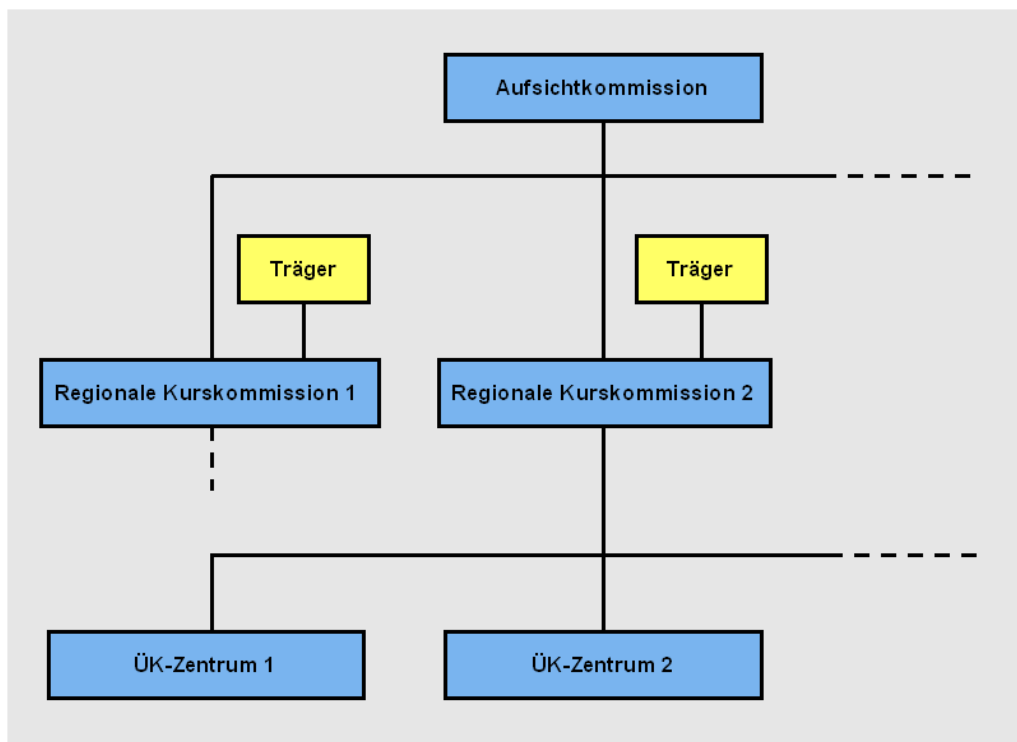 Aufsichtkommission
Träger
Träger
Regionale Kurskommission 1
Regionale Kurskommission 2
ÜK-Zentrum 1
ÜK-Zentrum 2